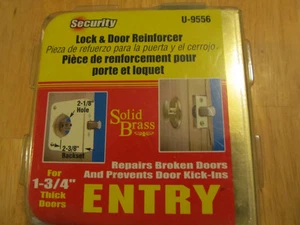 Security
U-9556
Lock & Door Reinforcer
Pieza de refuerzo para la puerta y el cerrojo.
Pièce de renforcement pour
porte et loquet
2-1/8"
Hole
2-3/8"
Backset
Solid
Brass
For
1-3/4"
Thick
Doors
Repairs Broken Doors
And Prevents Door Kick-Ins
ENTRY